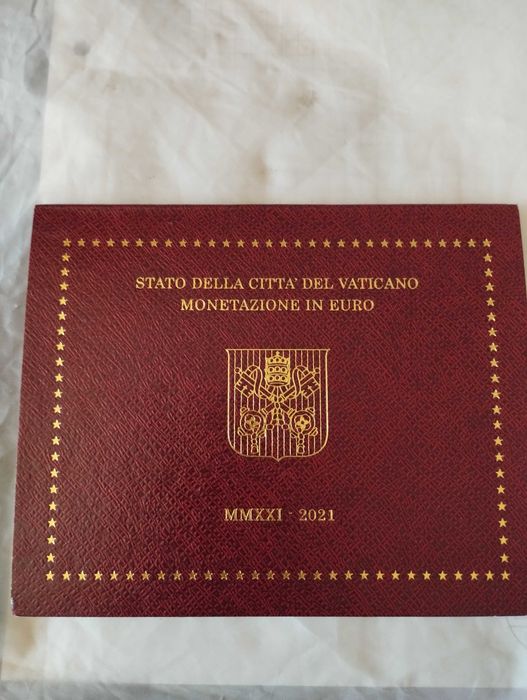 STATO DELLA CITTA' DEL VATICANO
MONETAZIONE IN EURO
MMXXI - 2021